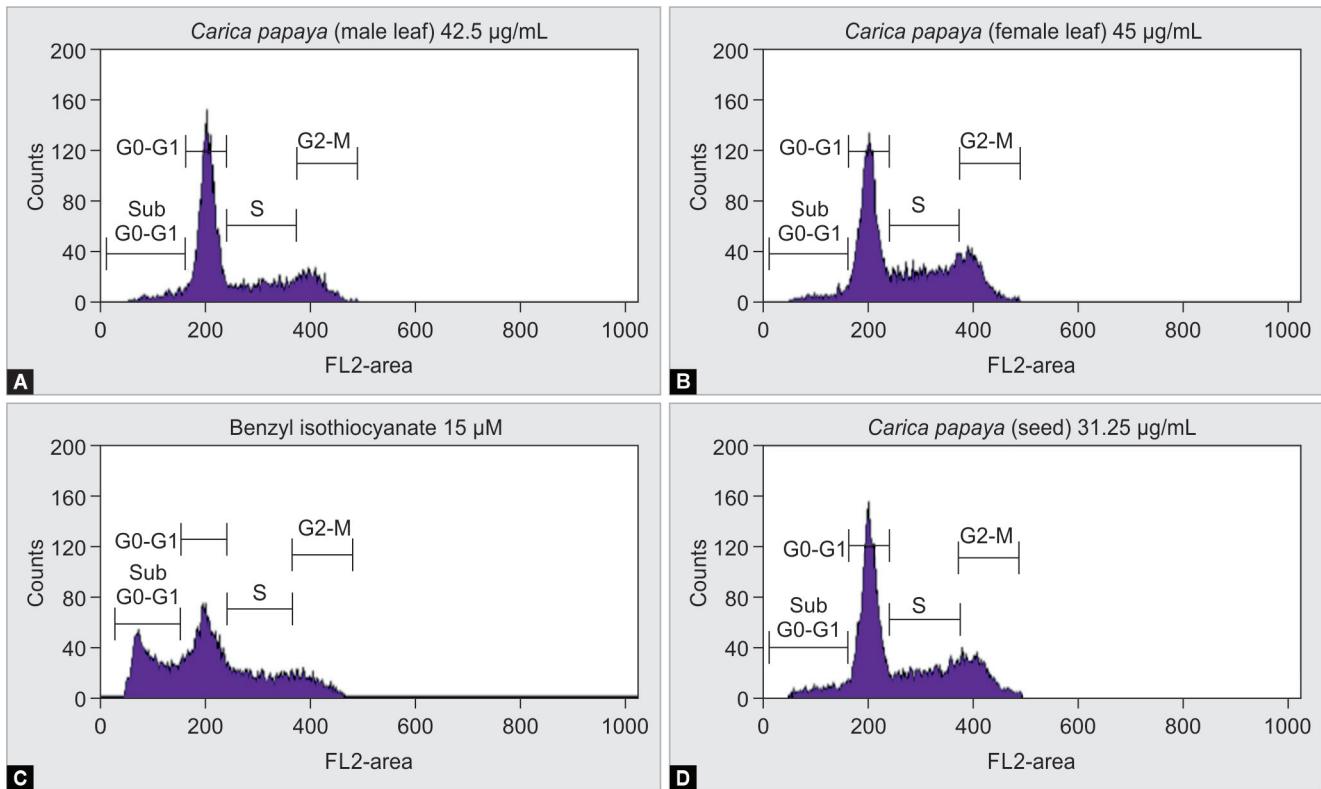 Carica papaya (male leaf) 42.5 µg/mL
200
160
120
80
40
0
Counts
G0-G1
G2-M
Sub
G0-G1
S
0 200 400 600 800 1000
FL2-area
A
Carica papaya (female leaf) 45 µg/mL
200
160
120
80
40
0
Counts
G0-G1
G2-M
Sub
G0-G1
S
0 200 400 600 800 1000
FL2-area
B
Benzyl isothiocyanate 15 µM
200
160
120
80
40
0
Counts
G0-G1
G2-M
Sub
G0-G1
S
0 200 400 600 800 1000
FL2-area
C
Carica papaya (seed) 31.25 µg/mL
200
160
120
80
40
0
Counts
G0-G1
G2-M
Sub
G0-G1
S
0 200 400 600 800 1000
FL2-area
D